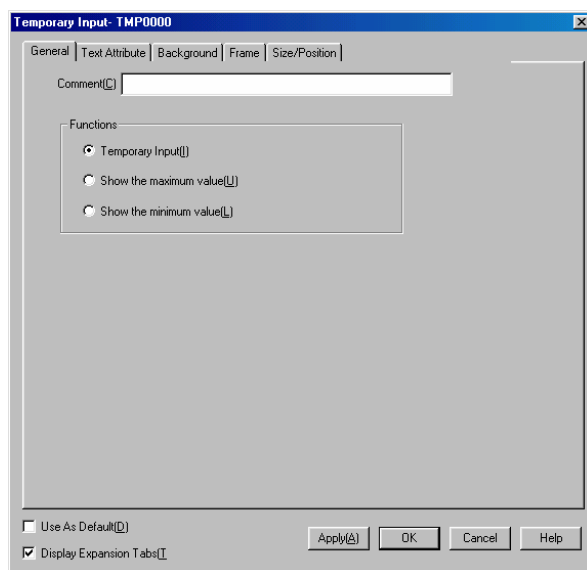 Temporary Input- TMP0000
General Text Attribute Background Frame Size/Position
Comment(C)
Functions
Temporary Input(I)
Show the maximum value(U)
Show the minimum value(L)
Use As Default(D)
Display Expansion Tabs(T
Apply(A) OK Cancel Help